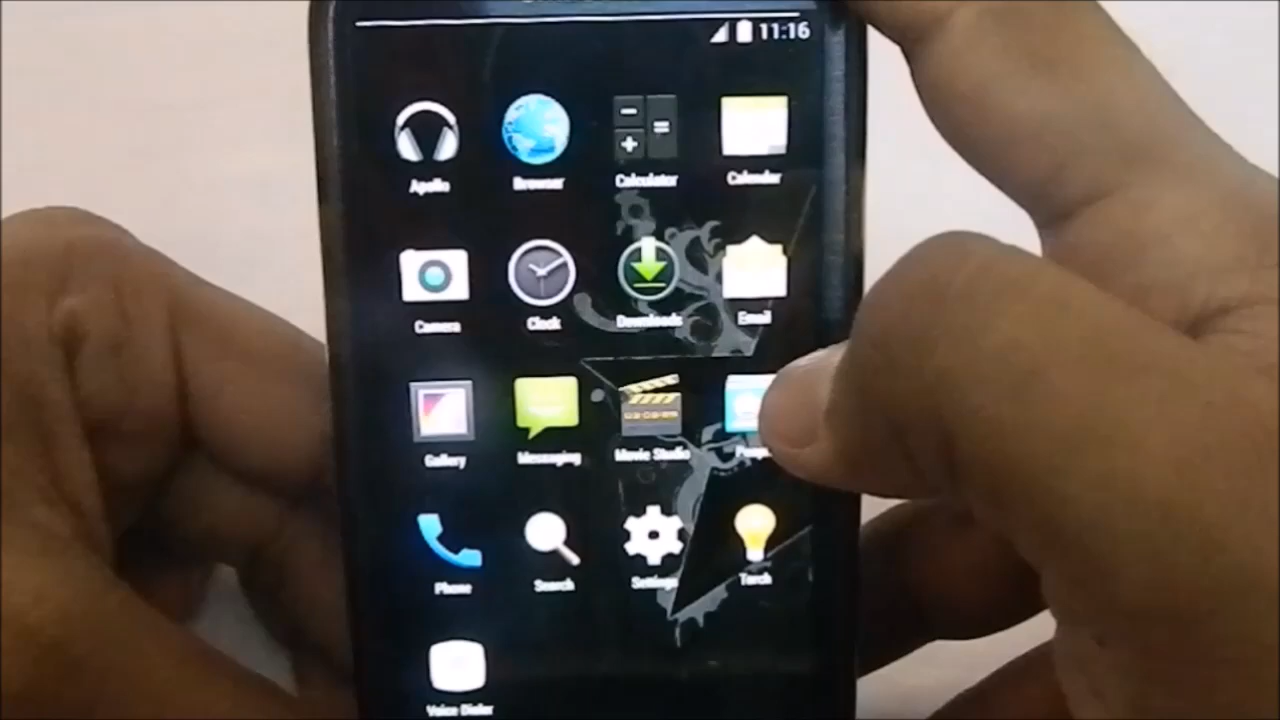 11:16
Apollo Browser Calculator Calendar
Camera Clock Downloads Email
Gallery Messaging Movie Studio
Phone Search Settings Torch
Voice Dialer